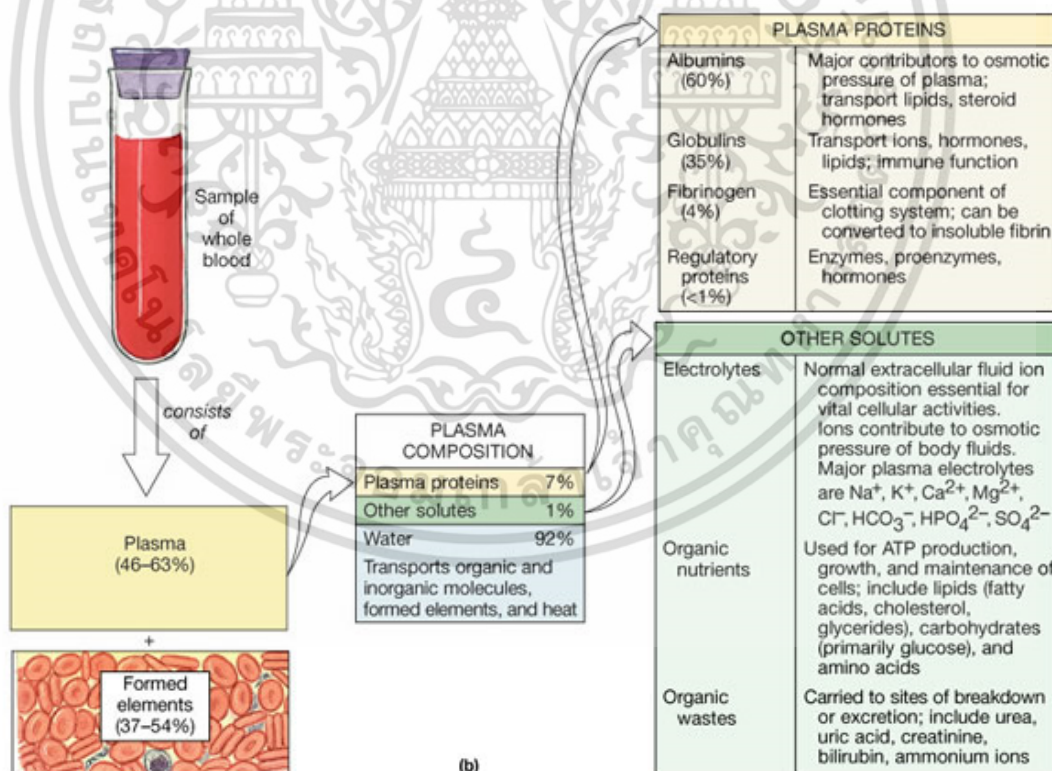 Sample
of
whole
blood
consists
of
Plasma
(46–63%)
+
Formed
elements
(37–54%)
PLASMA
COMPOSITION
Plasma proteins 7%
Other solutes 1%
Water 92%
Transports organic and
inorganic molecules,
formed elements, and heat
(b)
PLASMA PROTEINS
Albumins
(60%)
Major contributors to osmotic
pressure of plasma;
transport lipids, steroid
hormones
Globulins
(35%)
Transport ions, hormones,
lipids; immune function
Fibrinogen
(4%)
Essential component of
clotting system; can be
converted to insoluble fibrin
Regulatory
proteins
(<1%)
Enzymes, proenzymes,
hormones
OTHER SOLUTES
Electrolytes
Normal extracellular fluid ion
composition essential for
vital cellular activities.
Ions contribute to osmotic
pressure of body fluids.
Major plasma electrolytes
are Na⁺, K⁺, Ca²⁺, Mg²⁺,
Cl⁻, HCO₃⁻, HPO₄²⁻, SO₄²⁻
Organic
nutrients
Used for ATP production,
growth, and maintenance of
cells; include lipids (fatty
acids, cholesterol,
glycerides), carbohydrates
(primarily glucose), and
amino acids
Organic
wastes
Carried to sites of breakdown
or excretion; include urea,
uric acid, creatinine,
bilirubin, ammonium ions